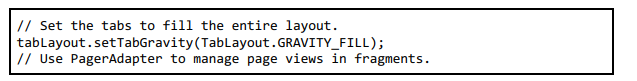 // Set the tabs to fill the entire layout.
tabLayout.setTabGravity(TabLayout.GRAVITY_FILL);
// Use PagerAdapter to manage page views in fragments.